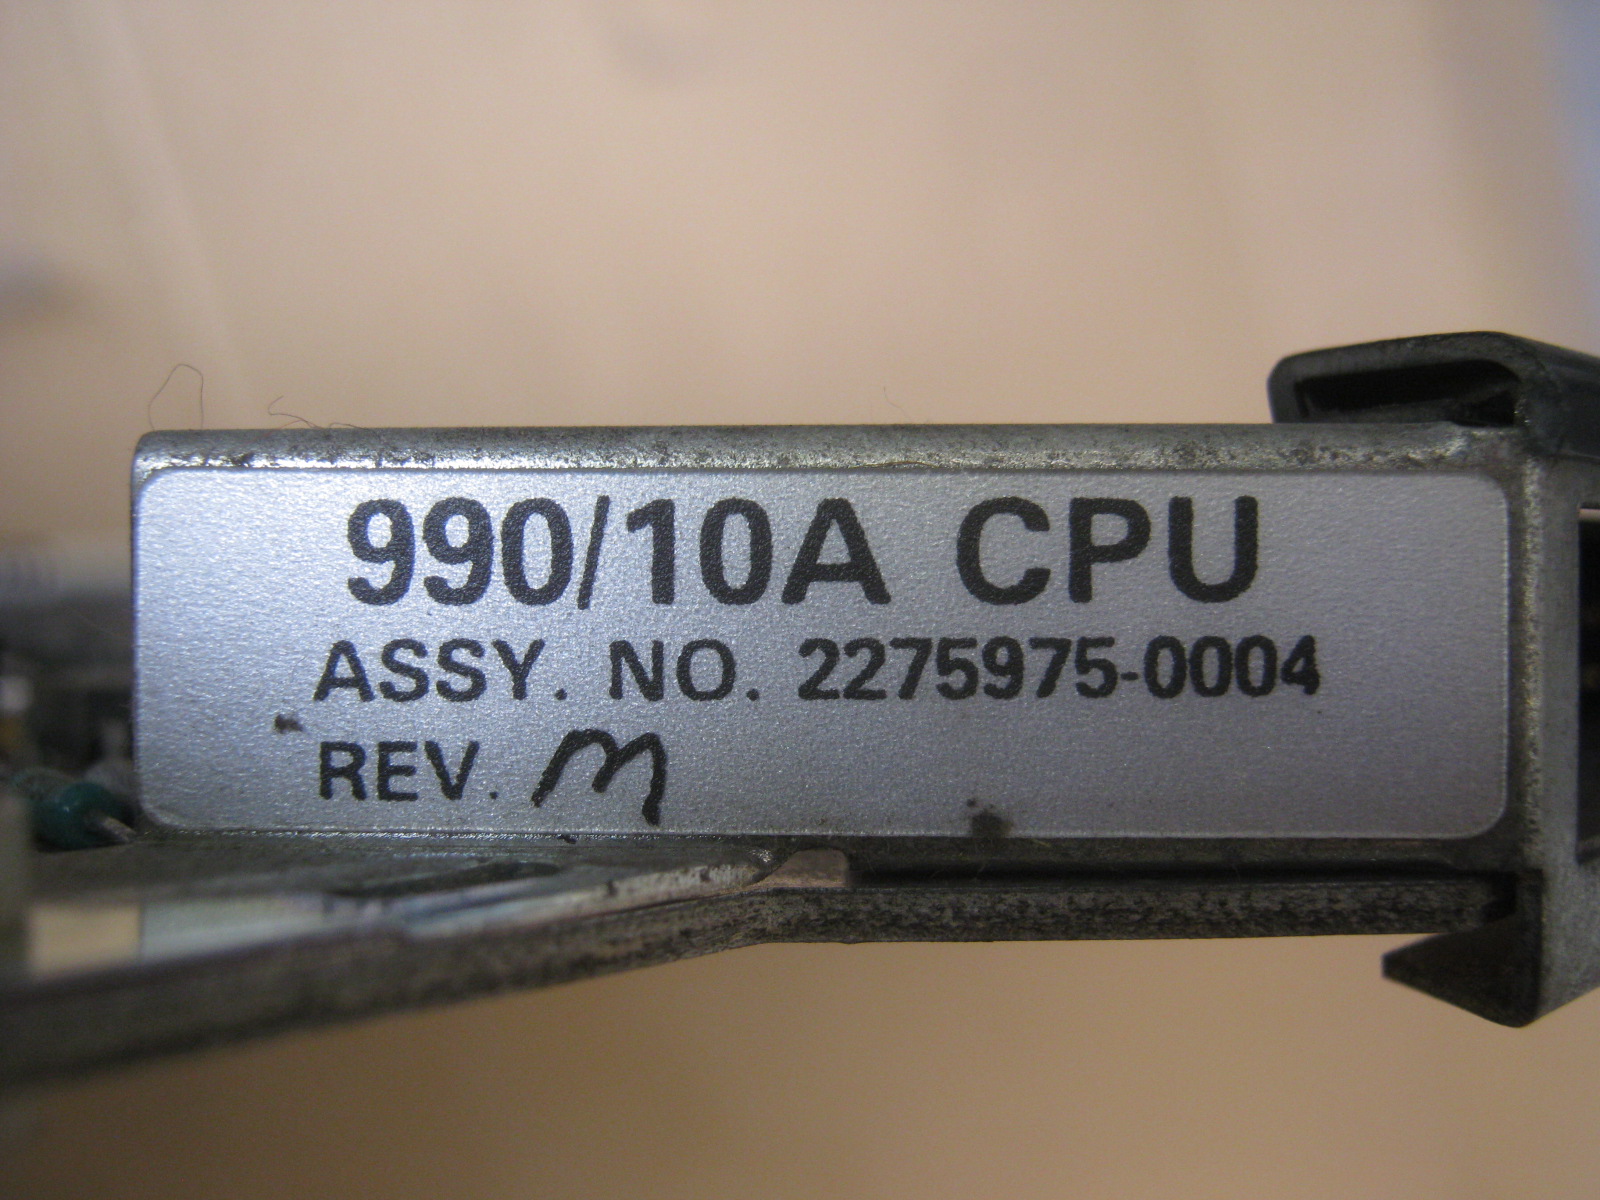 990/10A CPU
ASSY. NO. 2275975-0004
REV. M